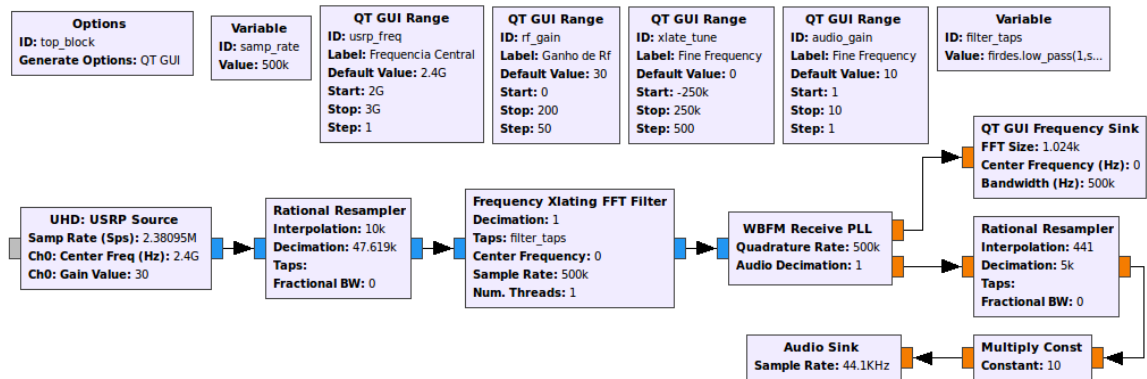 Options
ID: top_block
Generate Options: QT GUI
Variable
ID: samp_rate
Value: 500k
QT GUI Range
ID: usrp_freq
Label: Frequencia Central
Default Value: 2.4G
Start: 2G
Stop: 3G
Step: 1
QT GUI Range
ID: rf_gain
Label: Ganho de Rf
Default Value: 30
Start: 0
Stop: 200
Step: 50
QT GUI Range
ID: xlate_tune
Label: Fine Frequency
Default Value: 0
Start: -250k
Stop: 250k
Step: 500
QT GUI Range
ID: audio_gain
Label: Fine Frequency
Default Value: 10
Start: 1
Stop: 10
Step: 1
Variable
ID: filter_taps
Value: firdes.low_pass(1,s...
QT GUI Frequency Sink
FFT Size: 1.024k
Center Frequency (Hz): 0
Bandwidth (Hz): 500k
UHD: USRP Source
Samp Rate (Sps): 2.38095M
Ch0: Center Freq (Hz): 2.4G
Ch0: Gain Value: 30
Rational Resampler
Interpolation: 10k
Decimation: 47.619k
Taps:
Fractional BW: 0
Frequency Xlating FFT Filter
Decimation: 1
Taps: filter_taps
Center Frequency: 0
Sample Rate: 500k
Num. Threads: 1
WBFM Receive PLL
Quadrature Rate: 500k
Audio Decimation: 1
Rational Resampler
Interpolation: 441
Decimation: 5k
Taps:
Fractional BW: 0
Audio Sink
Sample Rate: 44.1KHz
Multiply Const
Constant: 10